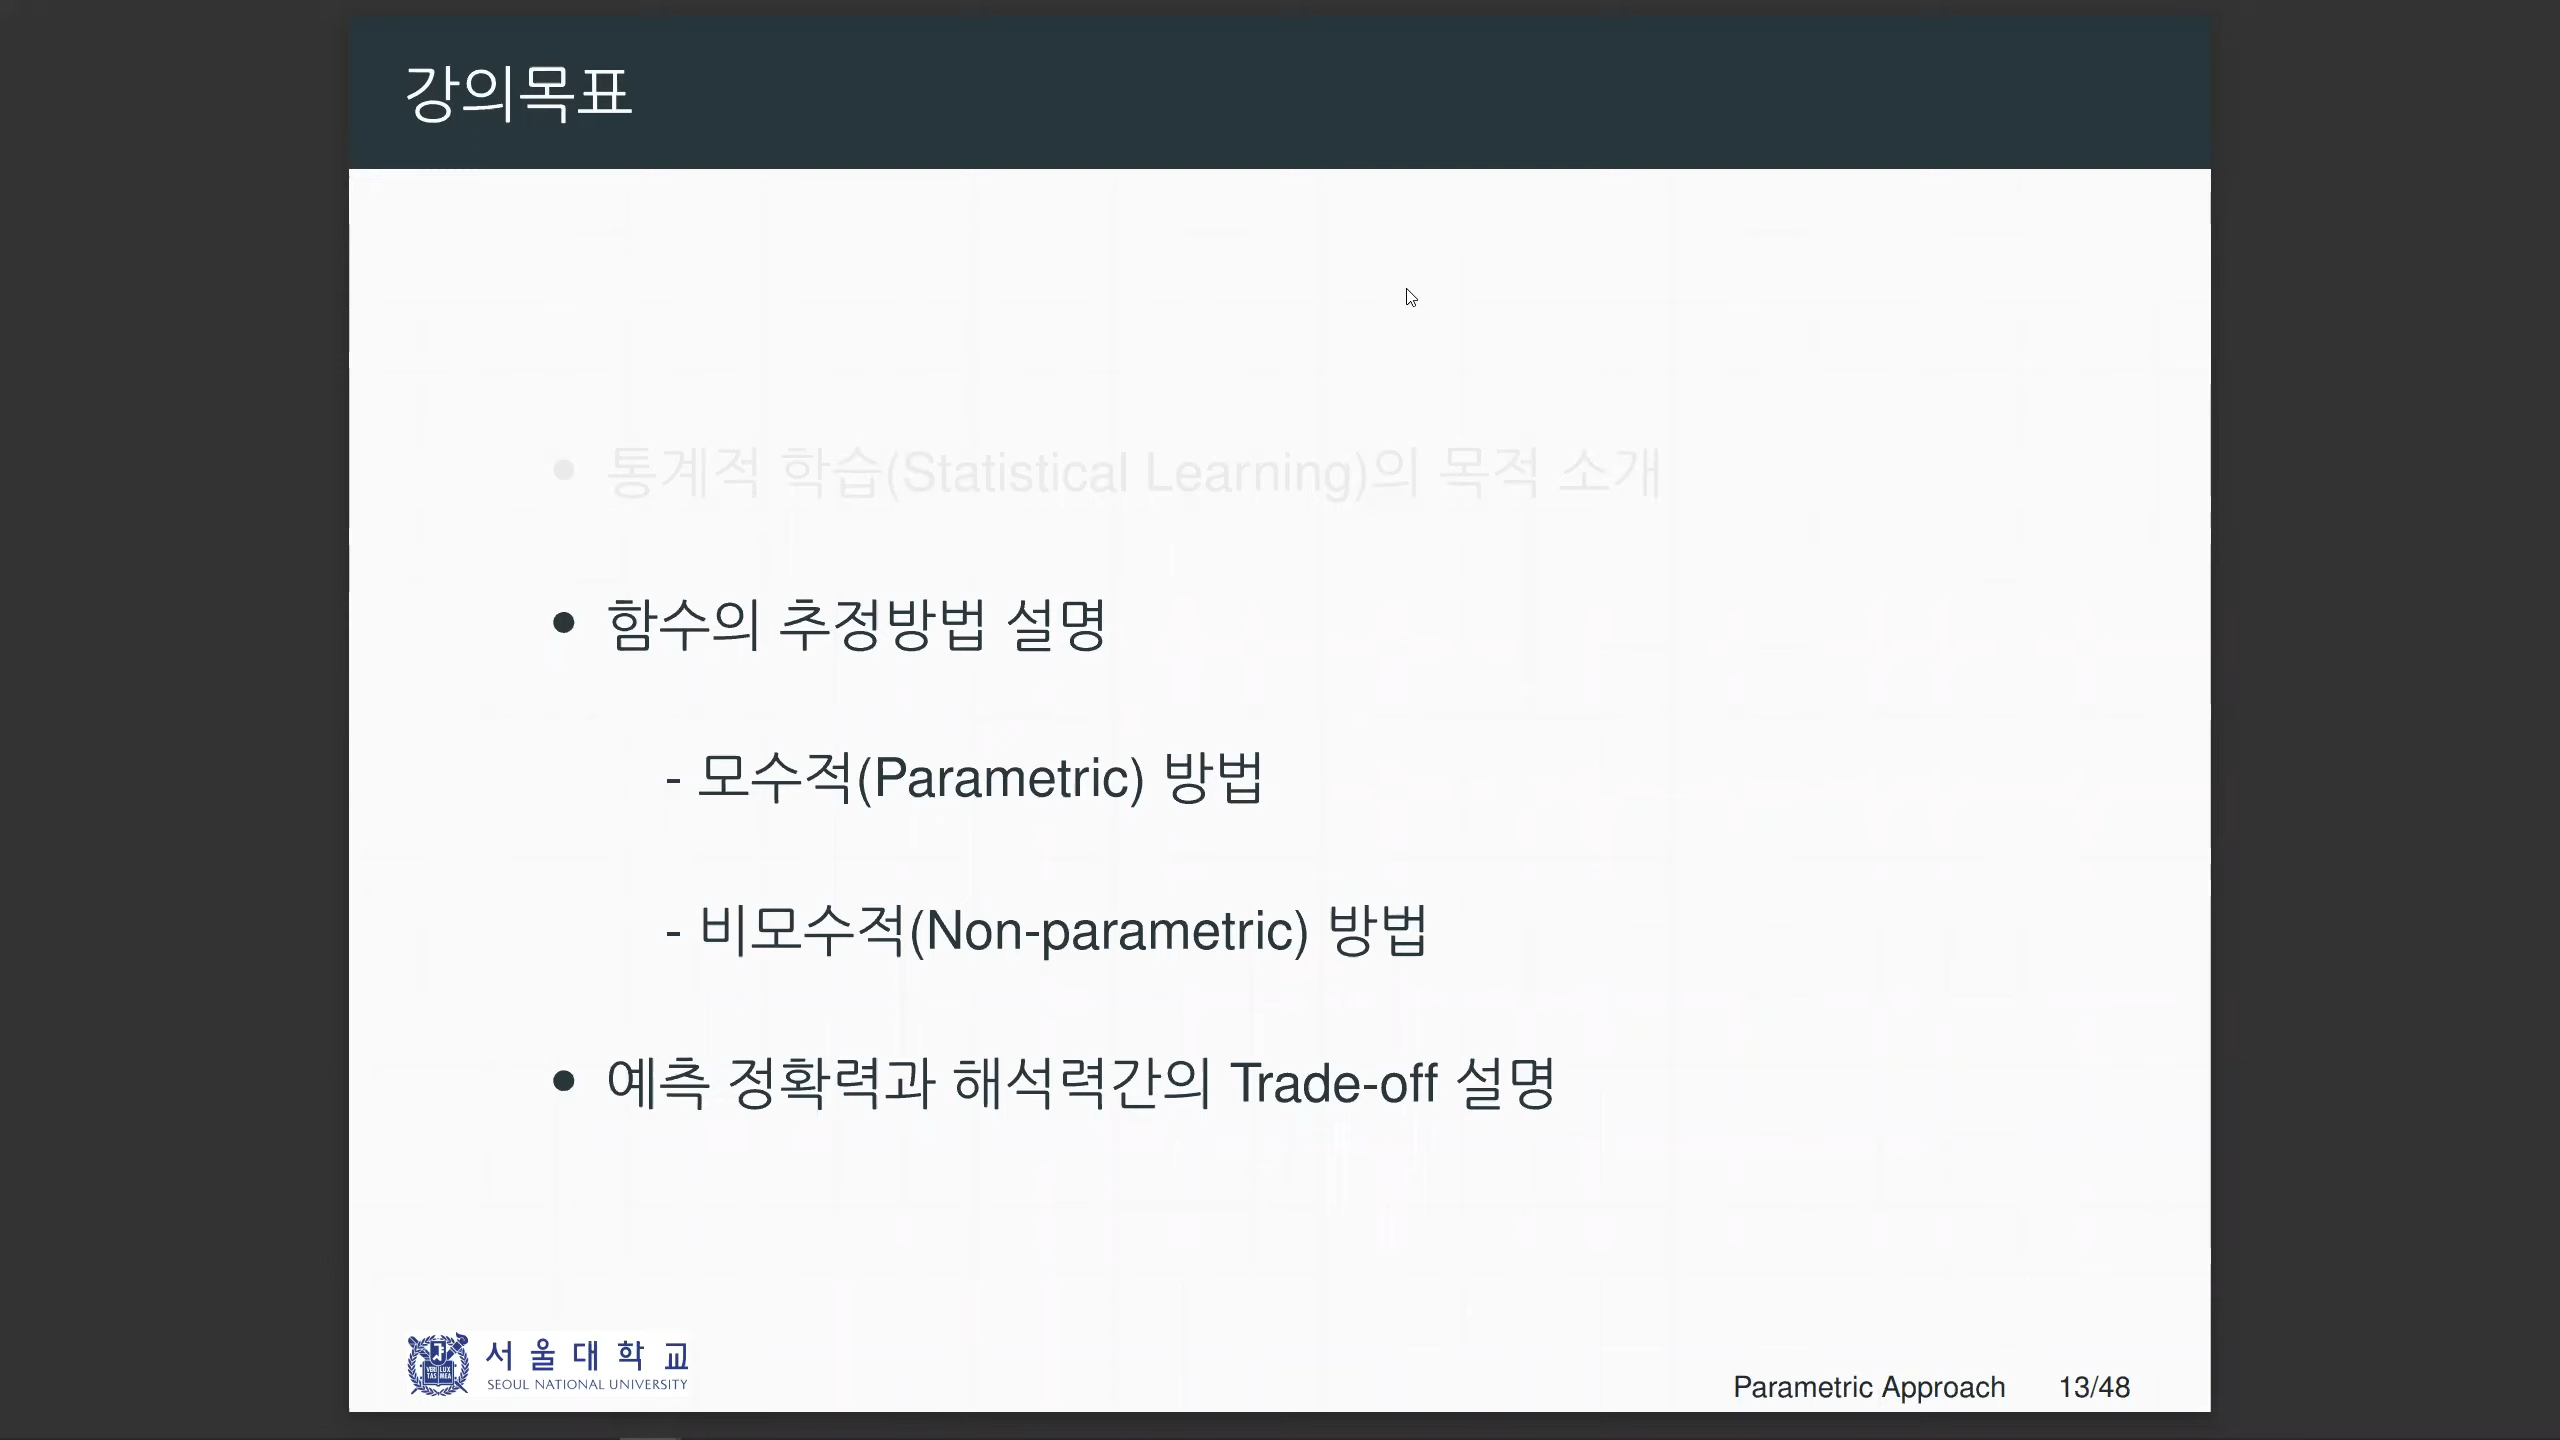 강의목표
• 통계적 학습(Statistical Learning)의 목적 소개
• 함수의 추정방법 설명
- 모수적(Parametric) 방법
- 비모수적(Non-parametric) 방법
• 예측 정확력과 해석력간의 Trade-off 설명
서울대학교
SEOUL NATIONAL UNIVERSITY
Parametric Approach 13/48